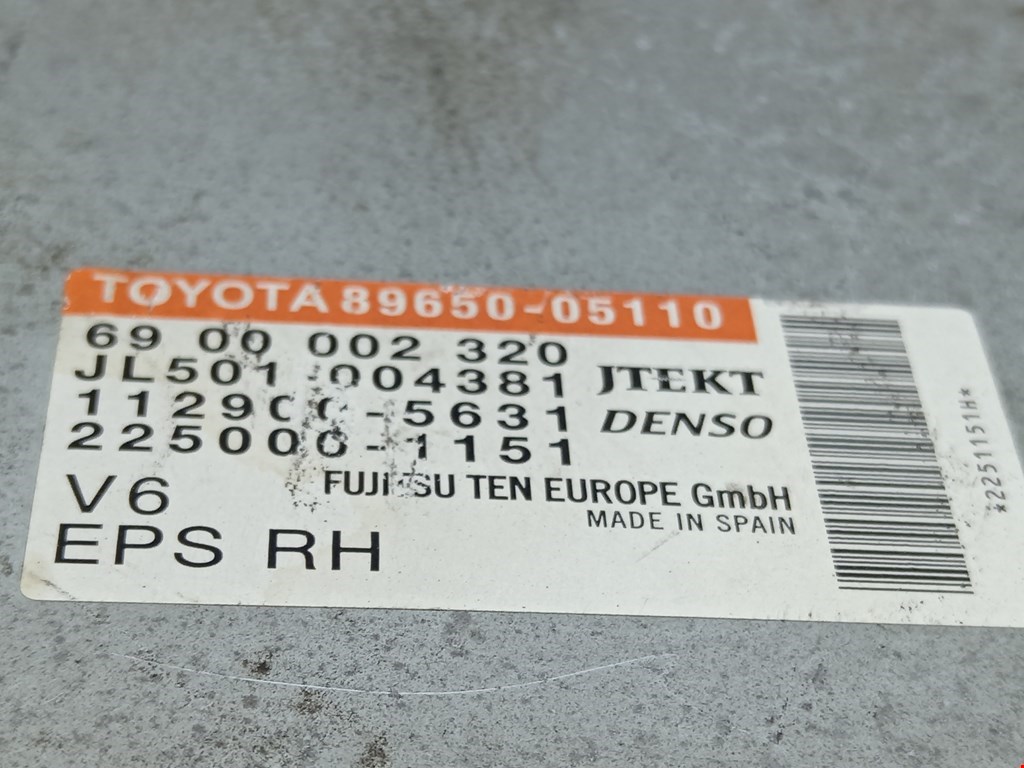 TOYOTA 89650-05110
69 00 002 320
JL501 004381 JTEKT
112900-5631 DENSO
225000-1151
V6 FUJITSU TEN EUROPE GmbH
MADE IN SPAIN
EPS RH
*2251151H*